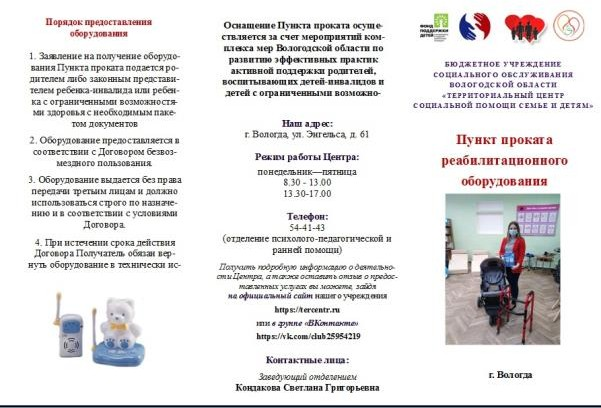 Порядок предоставления
оборудования
1. Заявление на получение оборудо-
вания Пункта проката подается ро-
дителем либо законным представи-
телем ребенка-инвалида или ребен-
ка с ограниченными возможностя-
ми здоровья с необходимым паке-
том документов
2. Оборудование предоставляется в
соответствии с Договором безвоз-
мездного пользования.
3. Оборудование выдается без права
передачи третьим лицам и должно
использоваться строго по назначе-
нию и в соответствии с условиями
Договора.
4. При истечении срока действия
Договора Получатель обязан вер-
нуть оборудование в технически ис-
Оснащение Пункта проката осуще-
ствляется за счет мероприятий ком-
плекса мер Вологодской области по
развитию эффективных практик
активной поддержки родителей,
воспитывающих детей-инвалидов и
детей с ограниченными возможно-
Наш адрес:
г. Вологда, ул. Энгельса, д. 61
Режим работы Центра:
понедельник—пятница
8.30 - 13.00
13.30-17.00
Телефон:
54-41-43
(отделение психолого-педагогической и
ранней помощи)
Получить подробную информацию о деятельно-
сти Центра, а также оставить отзыв о предос-
тавленных услугах вы можете, зайдя
на официальный сайт нашего учреждения
https://tercentr.ru
или в группе «ВКонтакте»
https://vk.com/club25954219
Контактные лица:
Заведующий отделением
Кондакова Светлана Григорьевна
ФОНД
ПОДДЕРЖКИ
ДЕТЕЙ
БЮДЖЕТНОЕ УЧРЕЖДЕНИЕ
СОЦИАЛЬНОГО ОБСЛУЖИВАНИЯ
ВОЛОГОДСКОЙ ОБЛАСТИ
«ТЕРРИТОРИАЛЬНЫЙ ЦЕНТР
СОЦИАЛЬНОЙ ПОМОЩИ СЕМЬЕ И ДЕТЯМ»
Пункт проката
реабилитационного
оборудования
г. Вологда